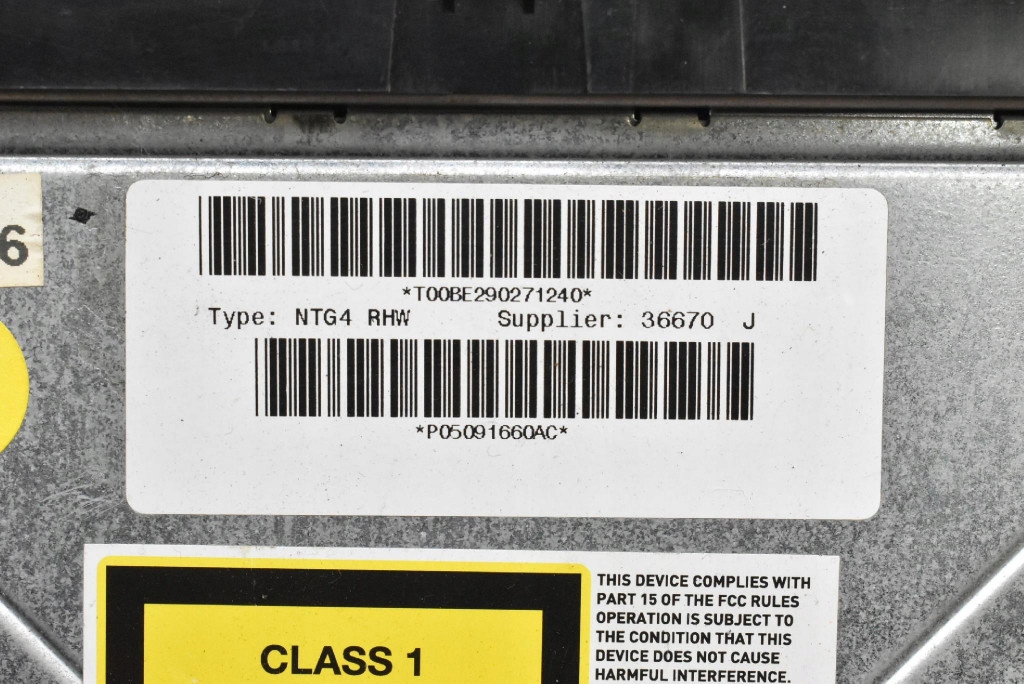 6
*T00BE290271240*
Type: NTG4 RHW Supplier: 36670 J
*P05091660AC*
CLASS 1
THIS DEVICE COMPLIES WITH
PART 15 OF THE FCC RULES
OPERATION IS SUBJECT TO
THE CONDITION THAT THIS
DEVICE DOES NOT CAUSE
HARMFUL INTERFERENCE.